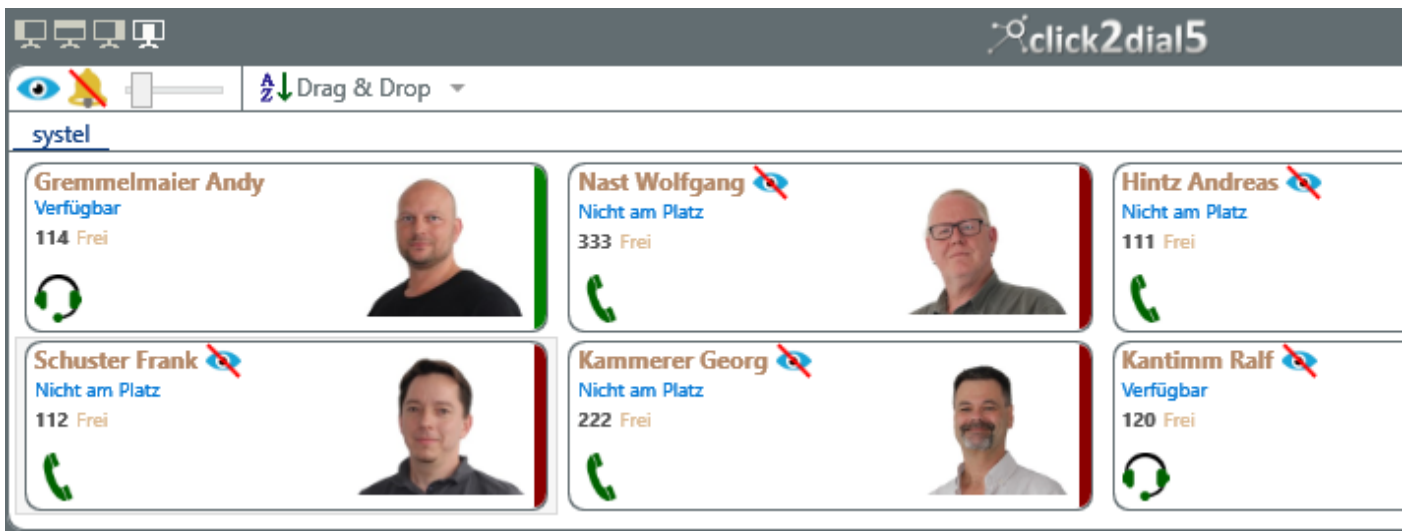 click2dial5
Drag & Drop
systel
Gremmelmaier Andy
Verfügbar
114 Frei
Nast Wolfgang
Nicht am Platz
333 Frei
Hintz Andreas
Nicht am Platz
111 Frei
Schuster Frank
Nicht am Platz
112 Frei
Kammerer Georg
Nicht am Platz
222 Frei
Kantimm Ralf
Verfügbar
120 Frei